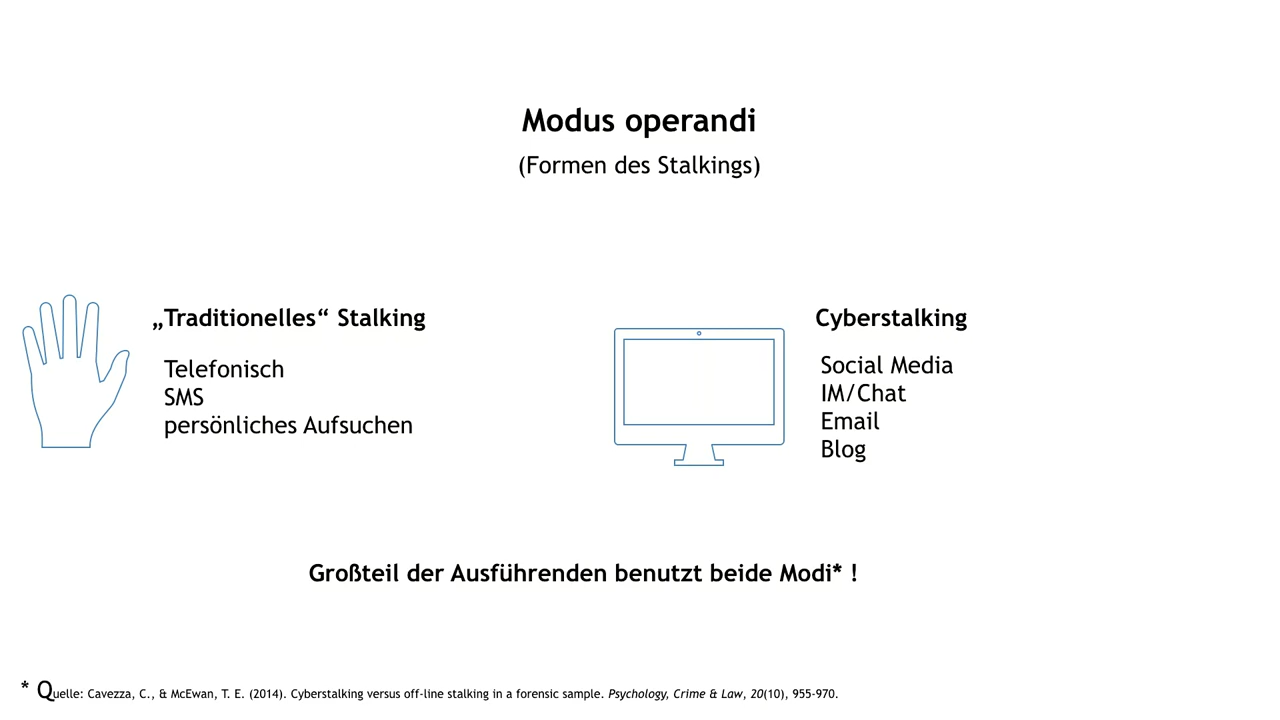 Modus operandi
(Formen des Stalkings)
„Traditionelles“ Stalking
Telefonisch
SMS
persönliches Aufsuchen
Cyberstalking
Social Media
IM/Chat
Email
Blog
Großteil der Ausführenden benutzt beide Modi* !
* Quelle: Cavezza, C., & McEwan, T. E. (2014). Cyberstalking versus off-line stalking in a forensic sample. Psychology, Crime & Law, 20(10), 955-970.